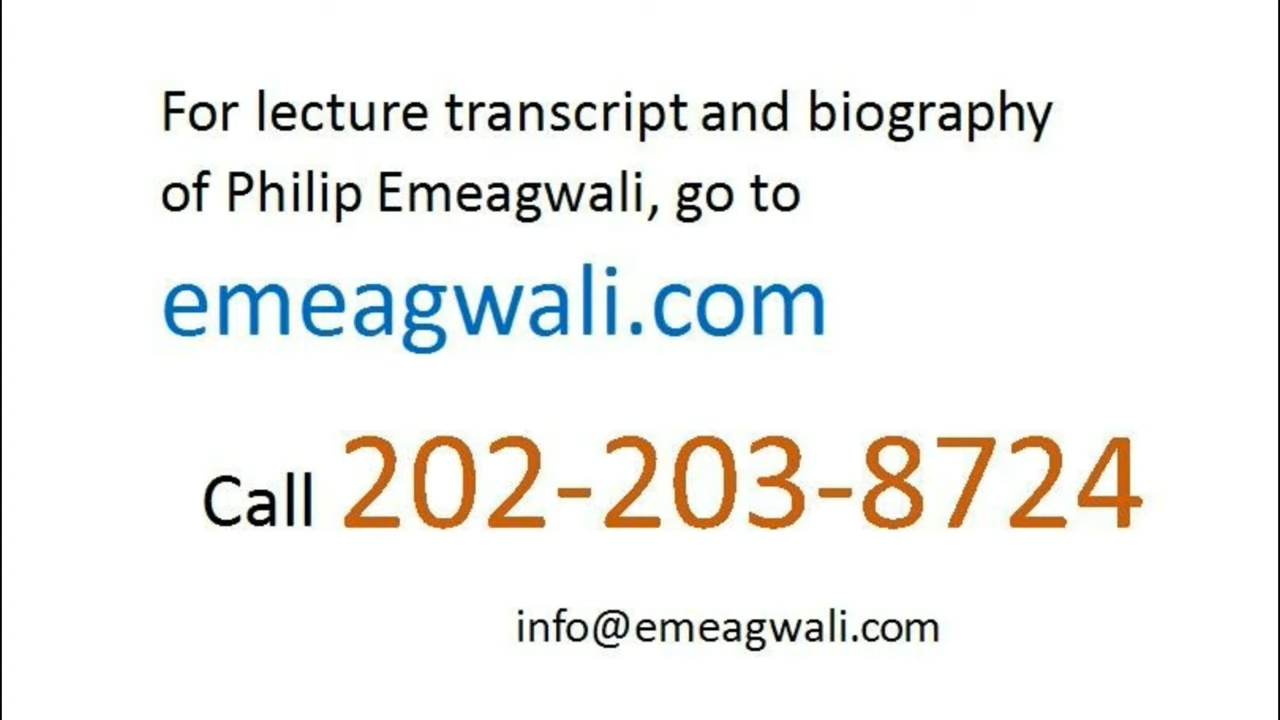 For lecture transcript and biography
of Philip Emeagwali, go to
emeagwali.com
Call 202-203-8724
info@emeagwali.com